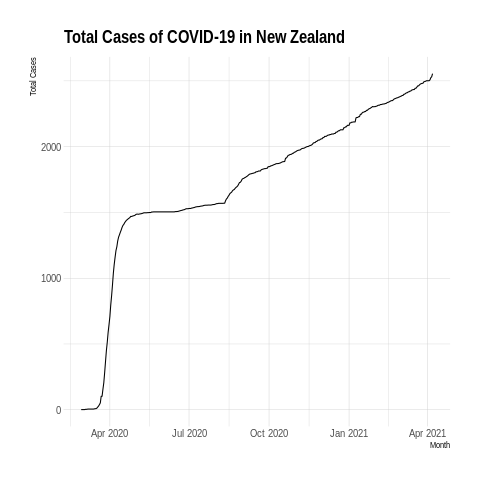 Total Cases of COVID-19 in New Zealand
Total Cases
2000
1000
0
Apr 2020 Jul 2020 Oct 2020 Jan 2021 Apr 2021
Month